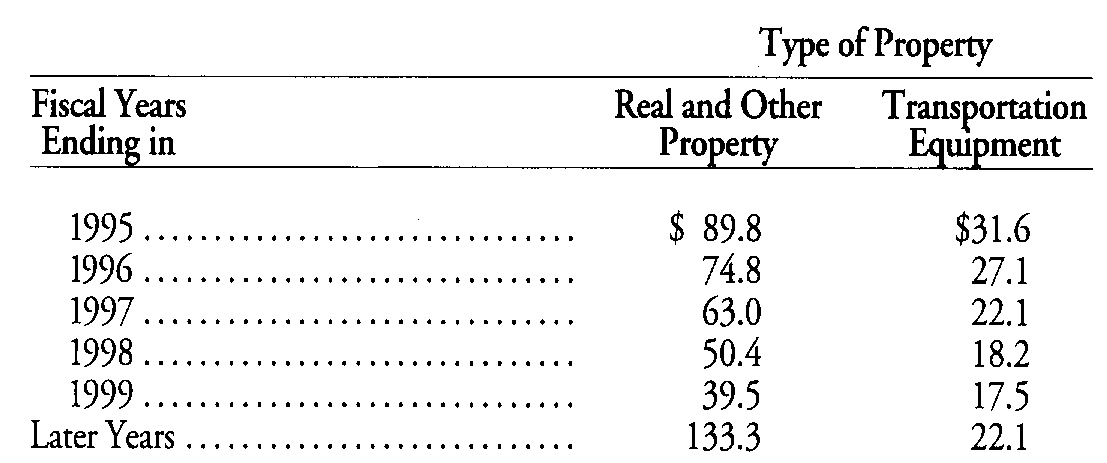 Type of Property
Fiscal Years Real and Other Transportation
Ending in Property Equipment
1995 ............................... $ 89.8 $31.6
1996 ............................... 74.8 27.1
1997 ............................... 63.0 22.1
1998 ............................... 50.4 18.2
1999 ............................... 39.5 17.5
Later Years ............................ 133.3 22.1